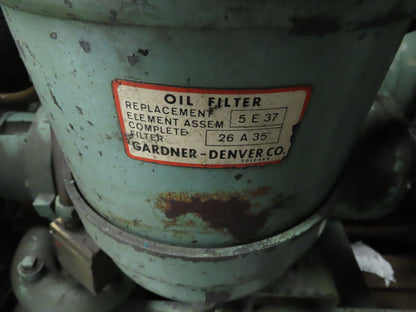 OIL FILTER
REPLACEMENT
ELEMENT ASSEM 5 E 37
COMPLETE
FILTER 26 A 35
GARDNER-DENVER CO.